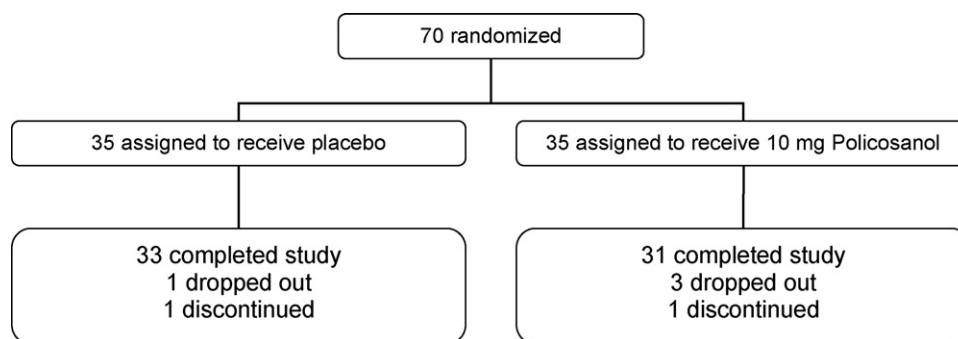 70 randomized
35 assigned to receive placebo
35 assigned to receive 10 mg Policosanol
33 completed study
1 dropped out
1 discontinued
31 completed study
3 dropped out
1 discontinued